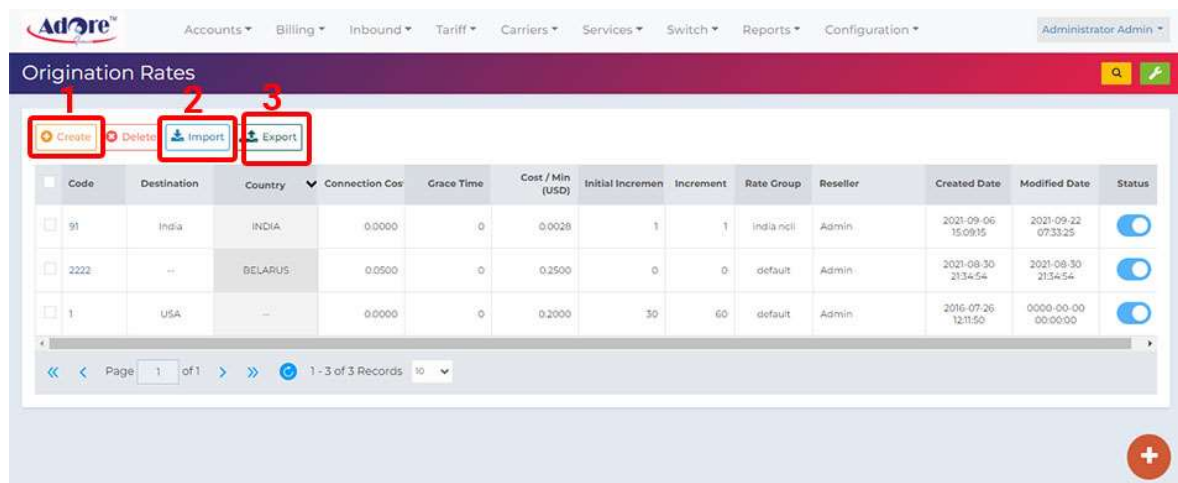 Adore™
Accounts Billing Inbound Tariff Carriers Services Switch Reports Configuration Administrator Admin
Origination Rates
1 2 3
Create Delete Import Export
Code Destination Country Connection Cos Grace Time Cost / Min (USD) Initial Incremen Increment Rate Group Reseller Created Date Modified Date Status
91 India INDIA 0.0000 0 0.0028 1 1 India ncli Admin 2021-09-06 15:09:15 2021-09-22 07:33:25
2222 -- BELARUS 0.0500 0 0.2500 0 0 default Admin 2021-08-30 21:34:54 2021-08-30 21:34:54
1 USA -- 0.0000 0 0.2000 30 60 default Admin 2016-07-26 12:11:50 0000-00-00 00:00:00
Page 1 of 1 1 - 3 of 3 Records 10